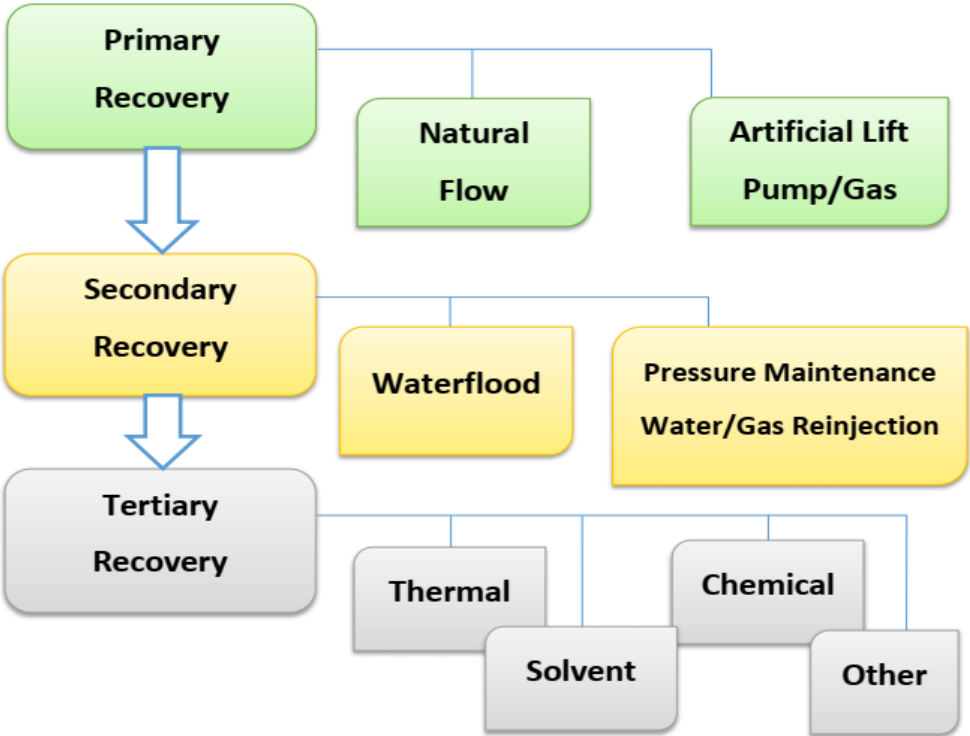 Primary
Recovery
Natural
Flow
Artificial Lift
Pump/Gas
Secondary
Recovery
Waterflood
Pressure Maintenance
Water/Gas Reinjection
Tertiary
Recovery
Thermal
Solvent
Chemical
Other